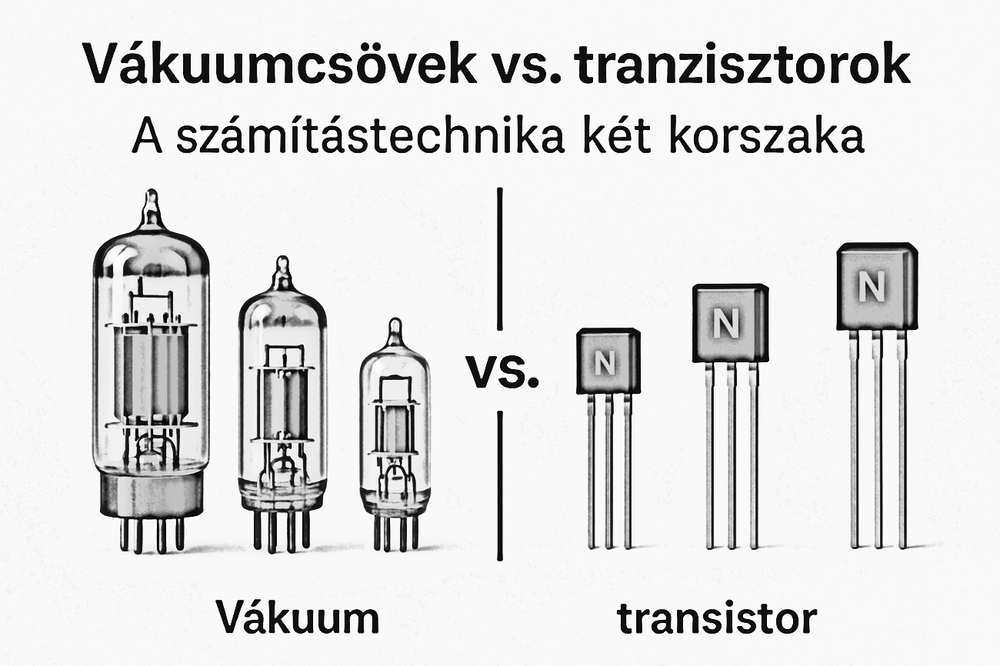 Vákuumcsövek vs. tranzisztorok
A számítástechnika két korszaka
N
N
N
vs.
Vákuum
transistor